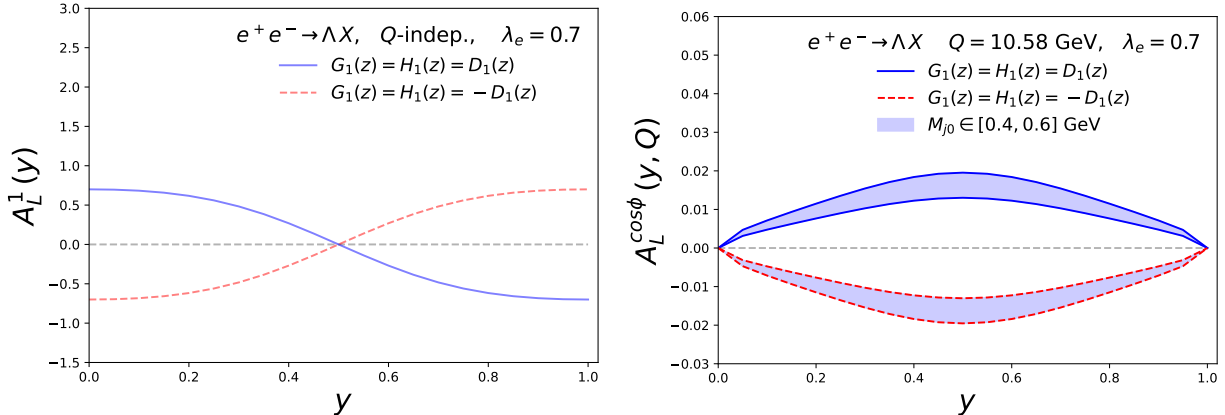 e⁺e⁻→ΛX, Q-indep., λ_e = 0.7
G₁(z) = H₁(z) = D₁(z)
G₁(z) = H₁(z) = −D₁(z)
A_L^1(y)
3.0
2.5
2.0
1.5
1.0
0.5
0.0
−0.5
−1.0
−1.5
0.0 0.2 0.4 0.6 0.8 1.0
y
e⁺e⁻→ΛX Q = 10.58 GeV, λ_e = 0.7
G₁(z) = H₁(z) = D₁(z)
G₁(z) = H₁(z) = −D₁(z)
M_{j0} ∈ [0.4, 0.6] GeV
A_L^{cosϕ}(y, Q)
0.06
0.05
0.04
0.03
0.02
0.01
0.00
−0.01
−0.02
−0.03
0.0 0.2 0.4 0.6 0.8 1.0
y